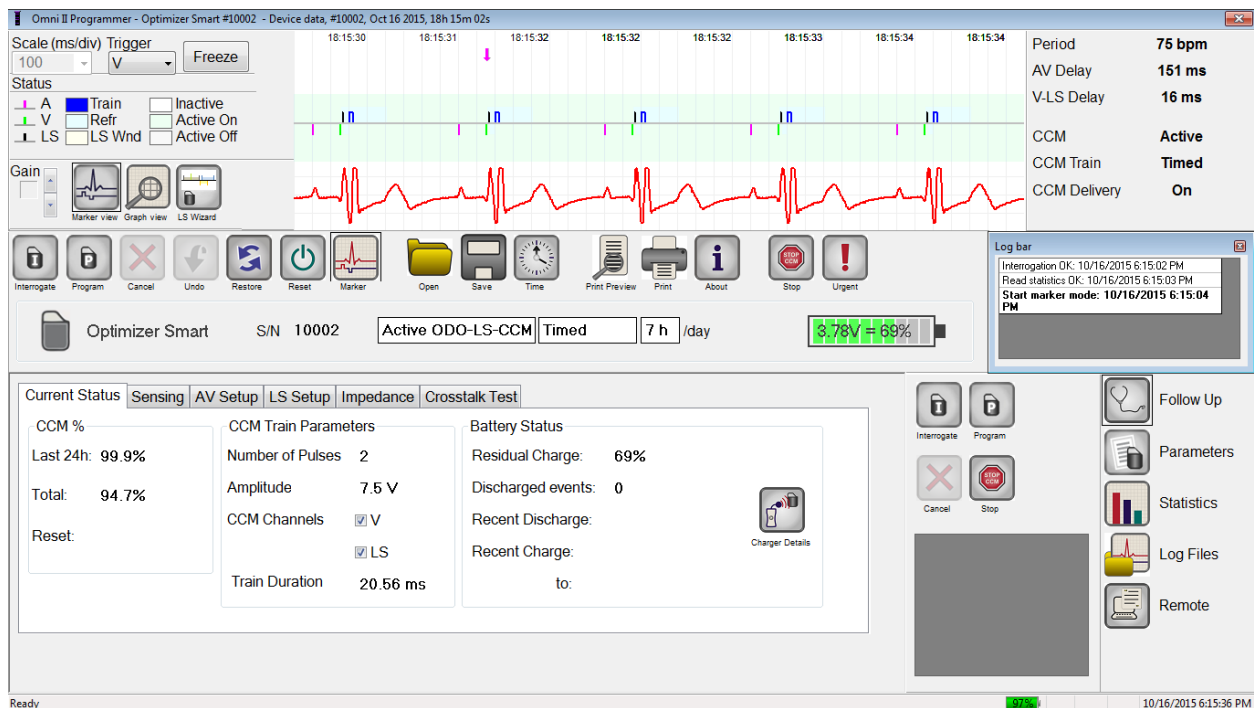 Omni II Programmer - Optimizer Smart #10002 - Device data, #10002, Oct 16 2015, 18h 15m 02s
Scale (ms/div) Trigger
100 V Freeze
Status
A Train Inactive
V Refr Active On
LS LS Wnd Active Off
Gain
Marker view Graph view LS Wizard
18:15:30 18:15:31 18:15:32 18:15:32 18:15:32 18:15:33 18:15:34 18:15:34
Period 75 bpm
AV Delay 151 ms
V-LS Delay 16 ms
CCM Active
CCM Train Timed
CCM Delivery On
I P STOP CCM
Interrogate Program Cancel Undo Restore Reset Marker Open Save Time Print Preview Print About Stop Urgent
Log bar
Interrogation OK: 10/16/2015 6:15:02 PM
Read statistics OK: 10/16/2015 6:15:03 PM
Start marker mode: 10/16/2015 6:15:04
PM
Optimizer Smart S/N 10002 Active ODO-LS-CCM Timed 7 h /day 3.78V = 69%
Current Status Sensing AV Setup LS Setup Impedance Crosstalk Test
CCM %
Last 24h: 99.9%
Total: 94.7%
Reset:
CCM Train Parameters
Number of Pulses 2
Amplitude 7.5 V
CCM Channels V
LS
Train Duration 20.56 ms
Battery Status
Residual Charge: 69%
Discharged events: 0
Recent Discharge:
Recent Charge:
to:
Charger Details
I P
Interrogate Program
STOP CCM
Cancel Stop
Follow Up
Parameters
Statistics
Log Files
Remote
Ready 97% 10/16/2015 6:15:36 PM